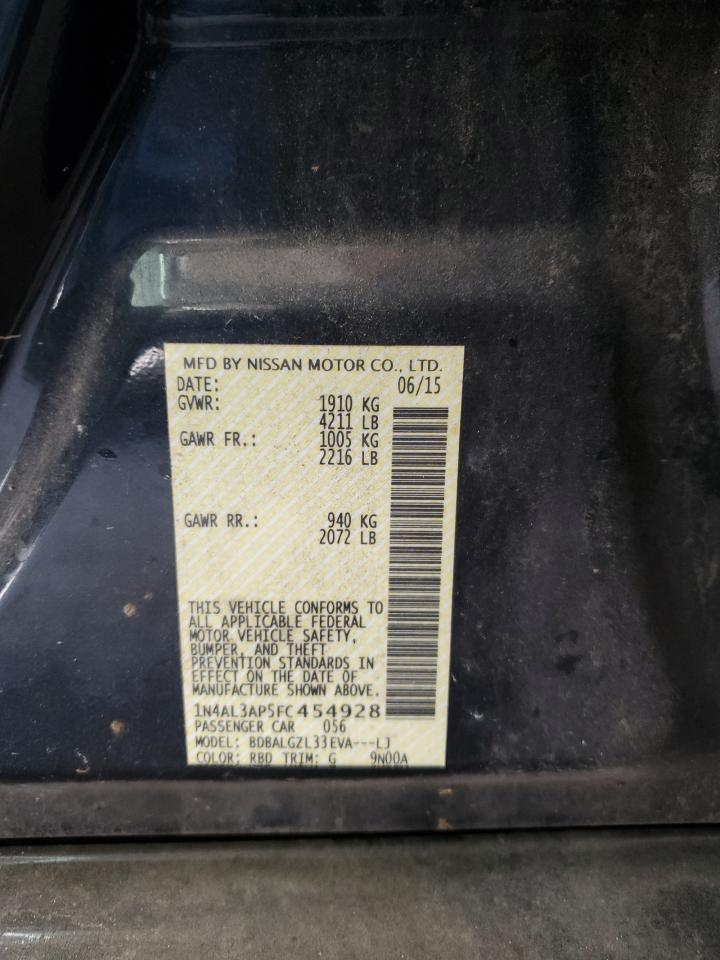 MFD BY NISSAN MOTOR CO., LTD.
DATE: 06/15
GVWR: 1910 KG
4211 LB
GAWR FR.: 1005 KG
2216 LB
GAWR RR.: 940 KG
2072 LB
THIS VEHICLE CONFORMS TO
ALL APPLICABLE FEDERAL
MOTOR VEHICLE SAFETY,
BUMPER, AND THEFT
PREVENTION STANDARDS IN
EFFECT ON THE DATE OF
MANUFACTURE SHOWN ABOVE.
1N4AL3AP5FC454928
PASSENGER CAR 056
MODEL: BDBALGZL33EVA---LJ
COLOR: RBD TRIM: G 9N00A